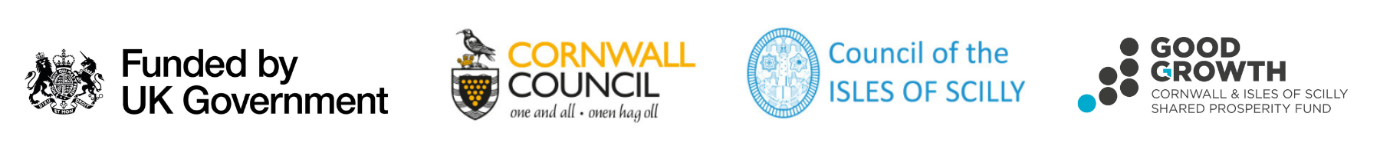 Funded by
UK Government
CORNWALL
COUNCIL
one and all • onen hag oll
Council of the
ISLES OF SCILLY
GOOD
GROWTH
CORNWALL & ISLES OF SCILLY
SHARED PROSPERITY FUND